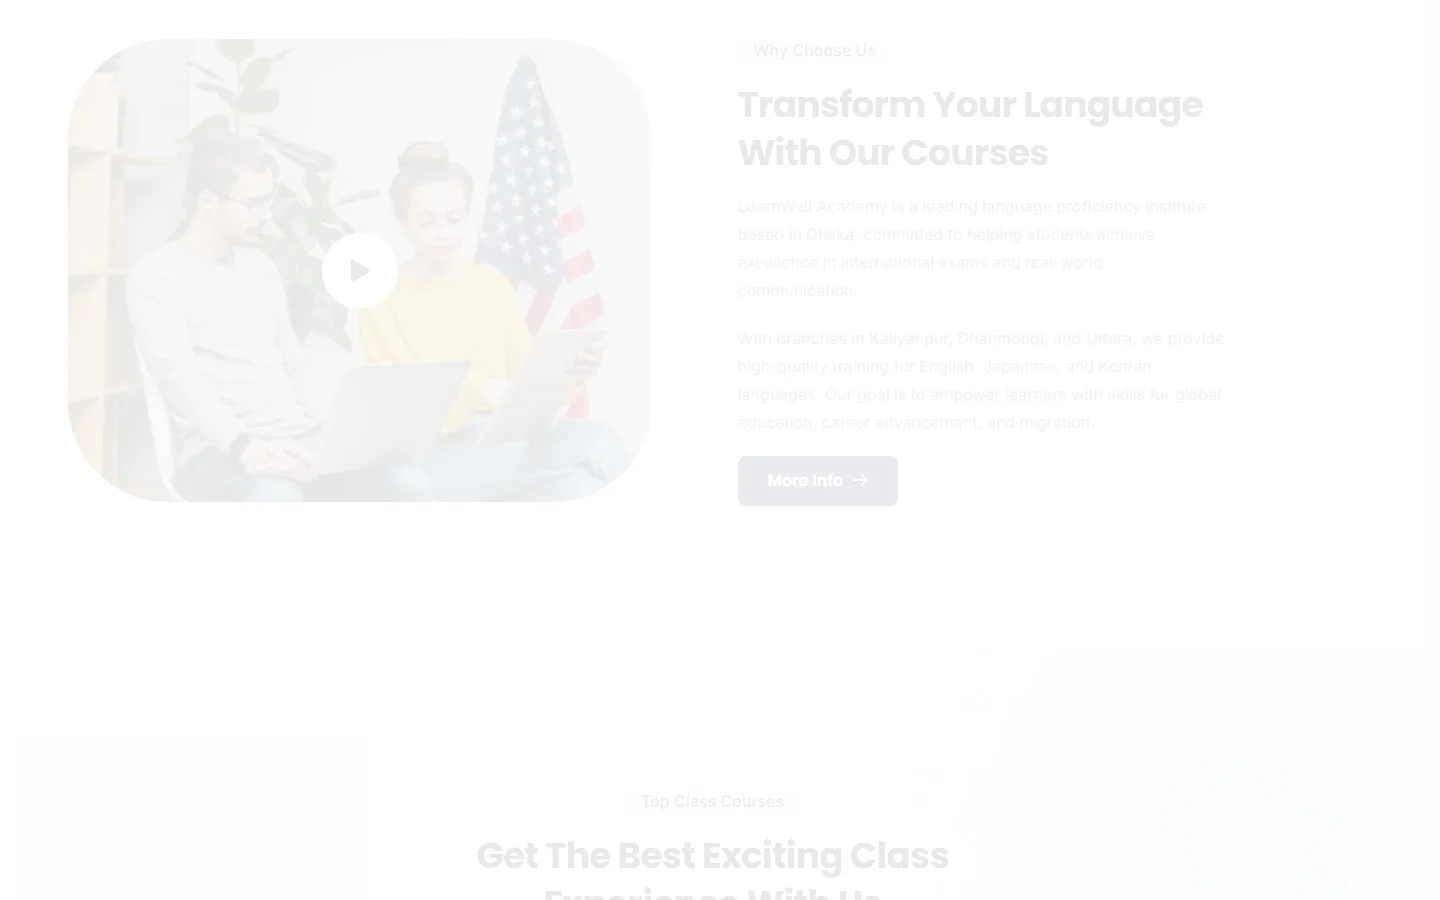 Why Choose Us
Transform Your Language
With Our Courses
LearnWell Academy is a leading language proficiency institute
based in Dhaka, committed to helping students achieve
excellence in international exams and real-world
communication.
With branches in Kallyanpur, Dhanmondi, and Uttara, we provide
high-quality training for English, Japanese, and Korean
languages. Our goal is to empower learners with skills for global
education, career advancement, and migration.
More Info
Top Class Courses
Get The Best Exciting Class
Experience With Us